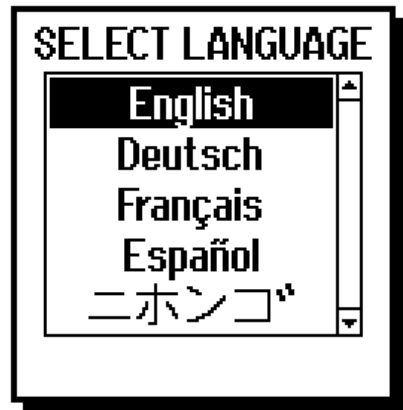 SELECT LANGUAGE
English
Deutsch
Français
Español
ニホンゴ